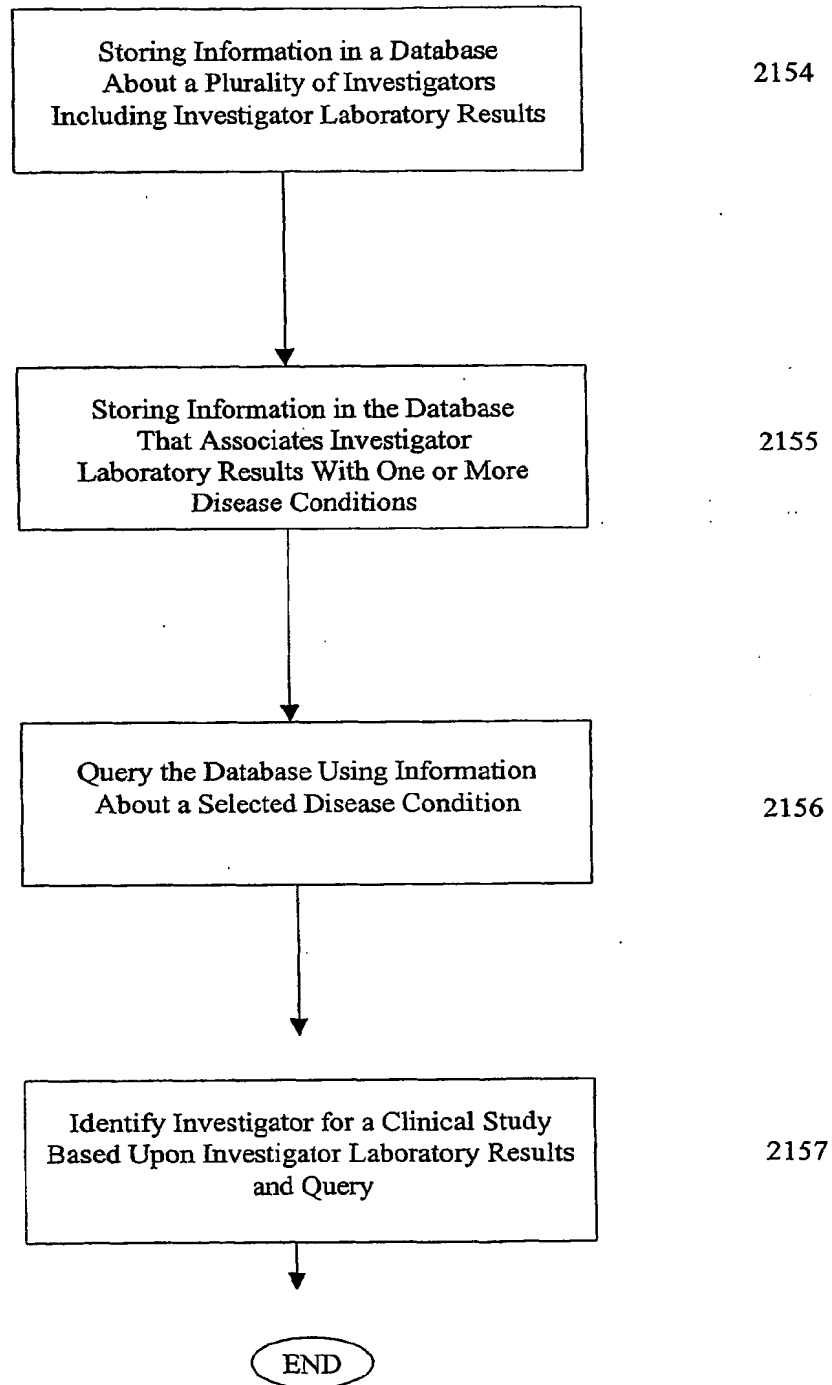 Storing Information in a Database
About a Plurality of Investigators
Including Investigator Laboratory Results
2154
Storing Information in the Database
That Associates Investigator
Laboratory Results With One or More
Disease Conditions
2155
Query the Database Using Information
About a Selected Disease Condition
2156
Identify Investigator for a Clinical Study
Based Upon Investigator Laboratory Results
and Query
2157
END